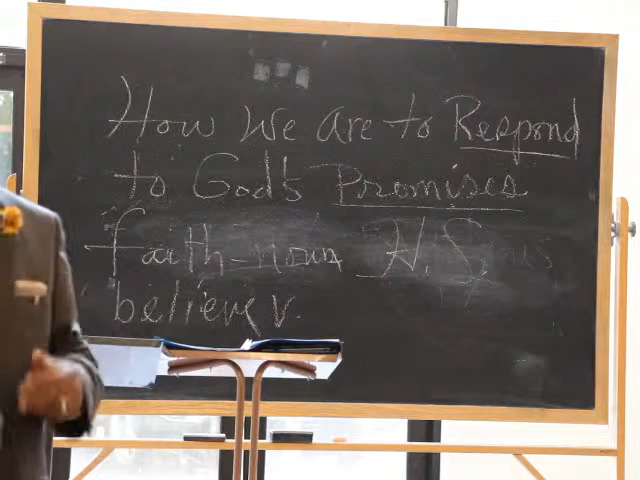 How We are to Respond
to God's Promises
faith-noun H. S.
believe v.